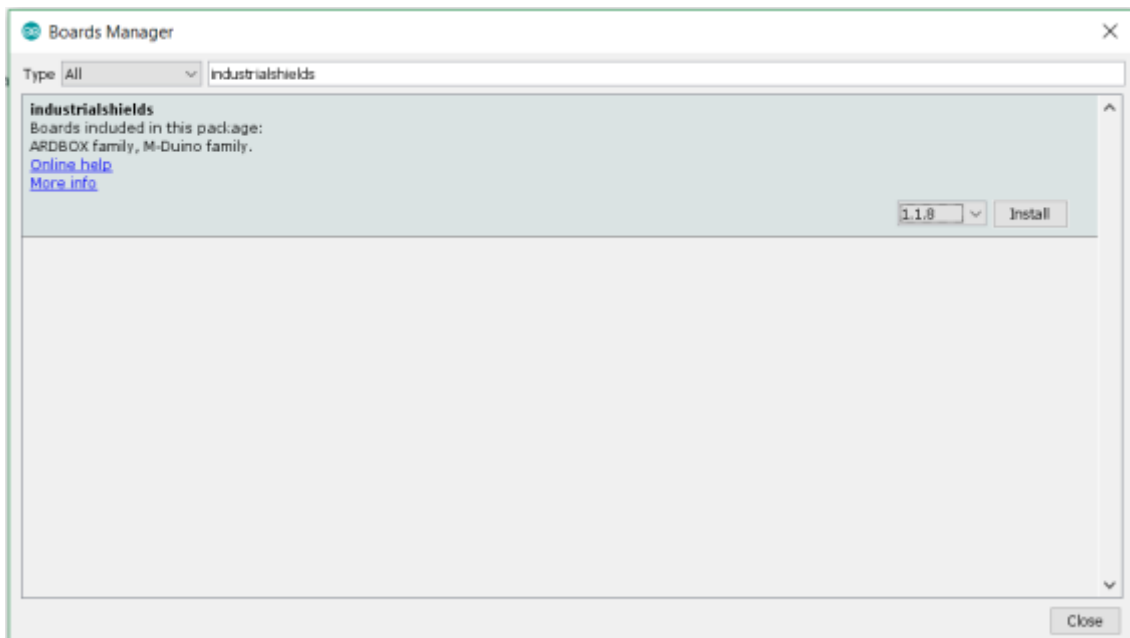 Boards Manager
Type All industrialshields
industrialshields
Boards included in this package:
ARDBOX family, M-Duino family.
Online help
More info
1.1.8 Install
Close